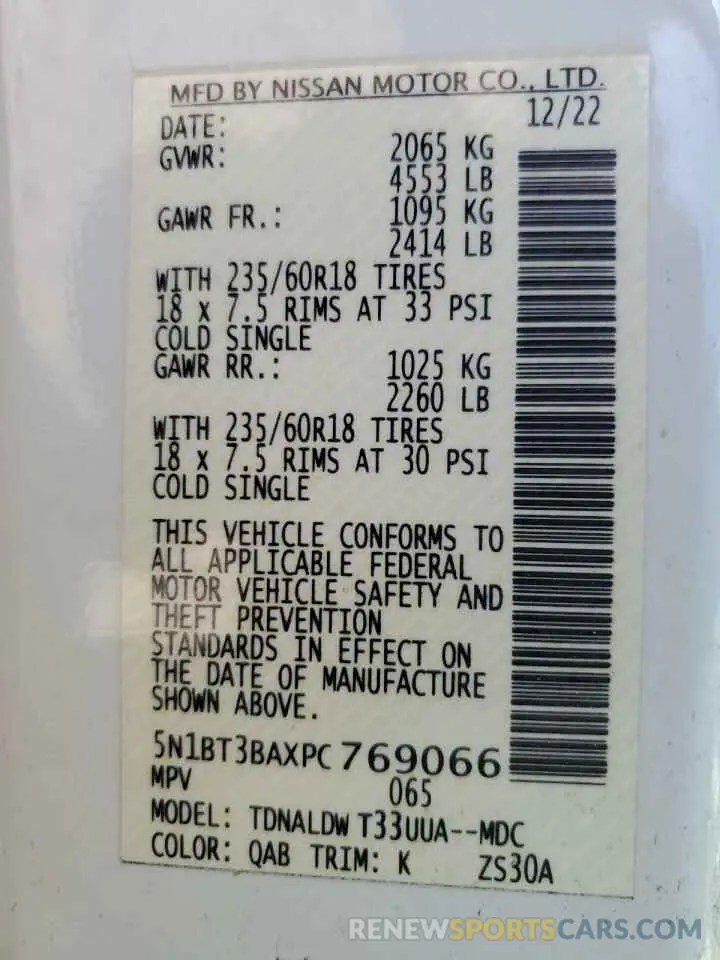 MFD BY NISSAN MOTOR CO., LTD.
DATE: 12/22
GVWR: 2065 KG
4553 LB
GAWR FR.: 1095 KG
2414 LB
WITH 235/60R18 TIRES
18 x 7.5 RIMS AT 33 PSI
COLD SINGLE
GAWR RR.: 1025 KG
2260 LB
WITH 235/60R18 TIRES
18 x 7.5 RIMS AT 30 PSI
COLD SINGLE
THIS VEHICLE CONFORMS TO
ALL APPLICABLE FEDERAL
MOTOR VEHICLE SAFETY AND
THEFT PREVENTION
STANDARDS IN EFFECT ON
THE DATE OF MANUFACTURE
SHOWN ABOVE.
5N1BT3BAXPC769066
MPV 065
MODEL: TDNALDW T33UUA--MDC
COLOR: QAB TRIM: K ZS30A
RENEWSPORTSCARS.COM